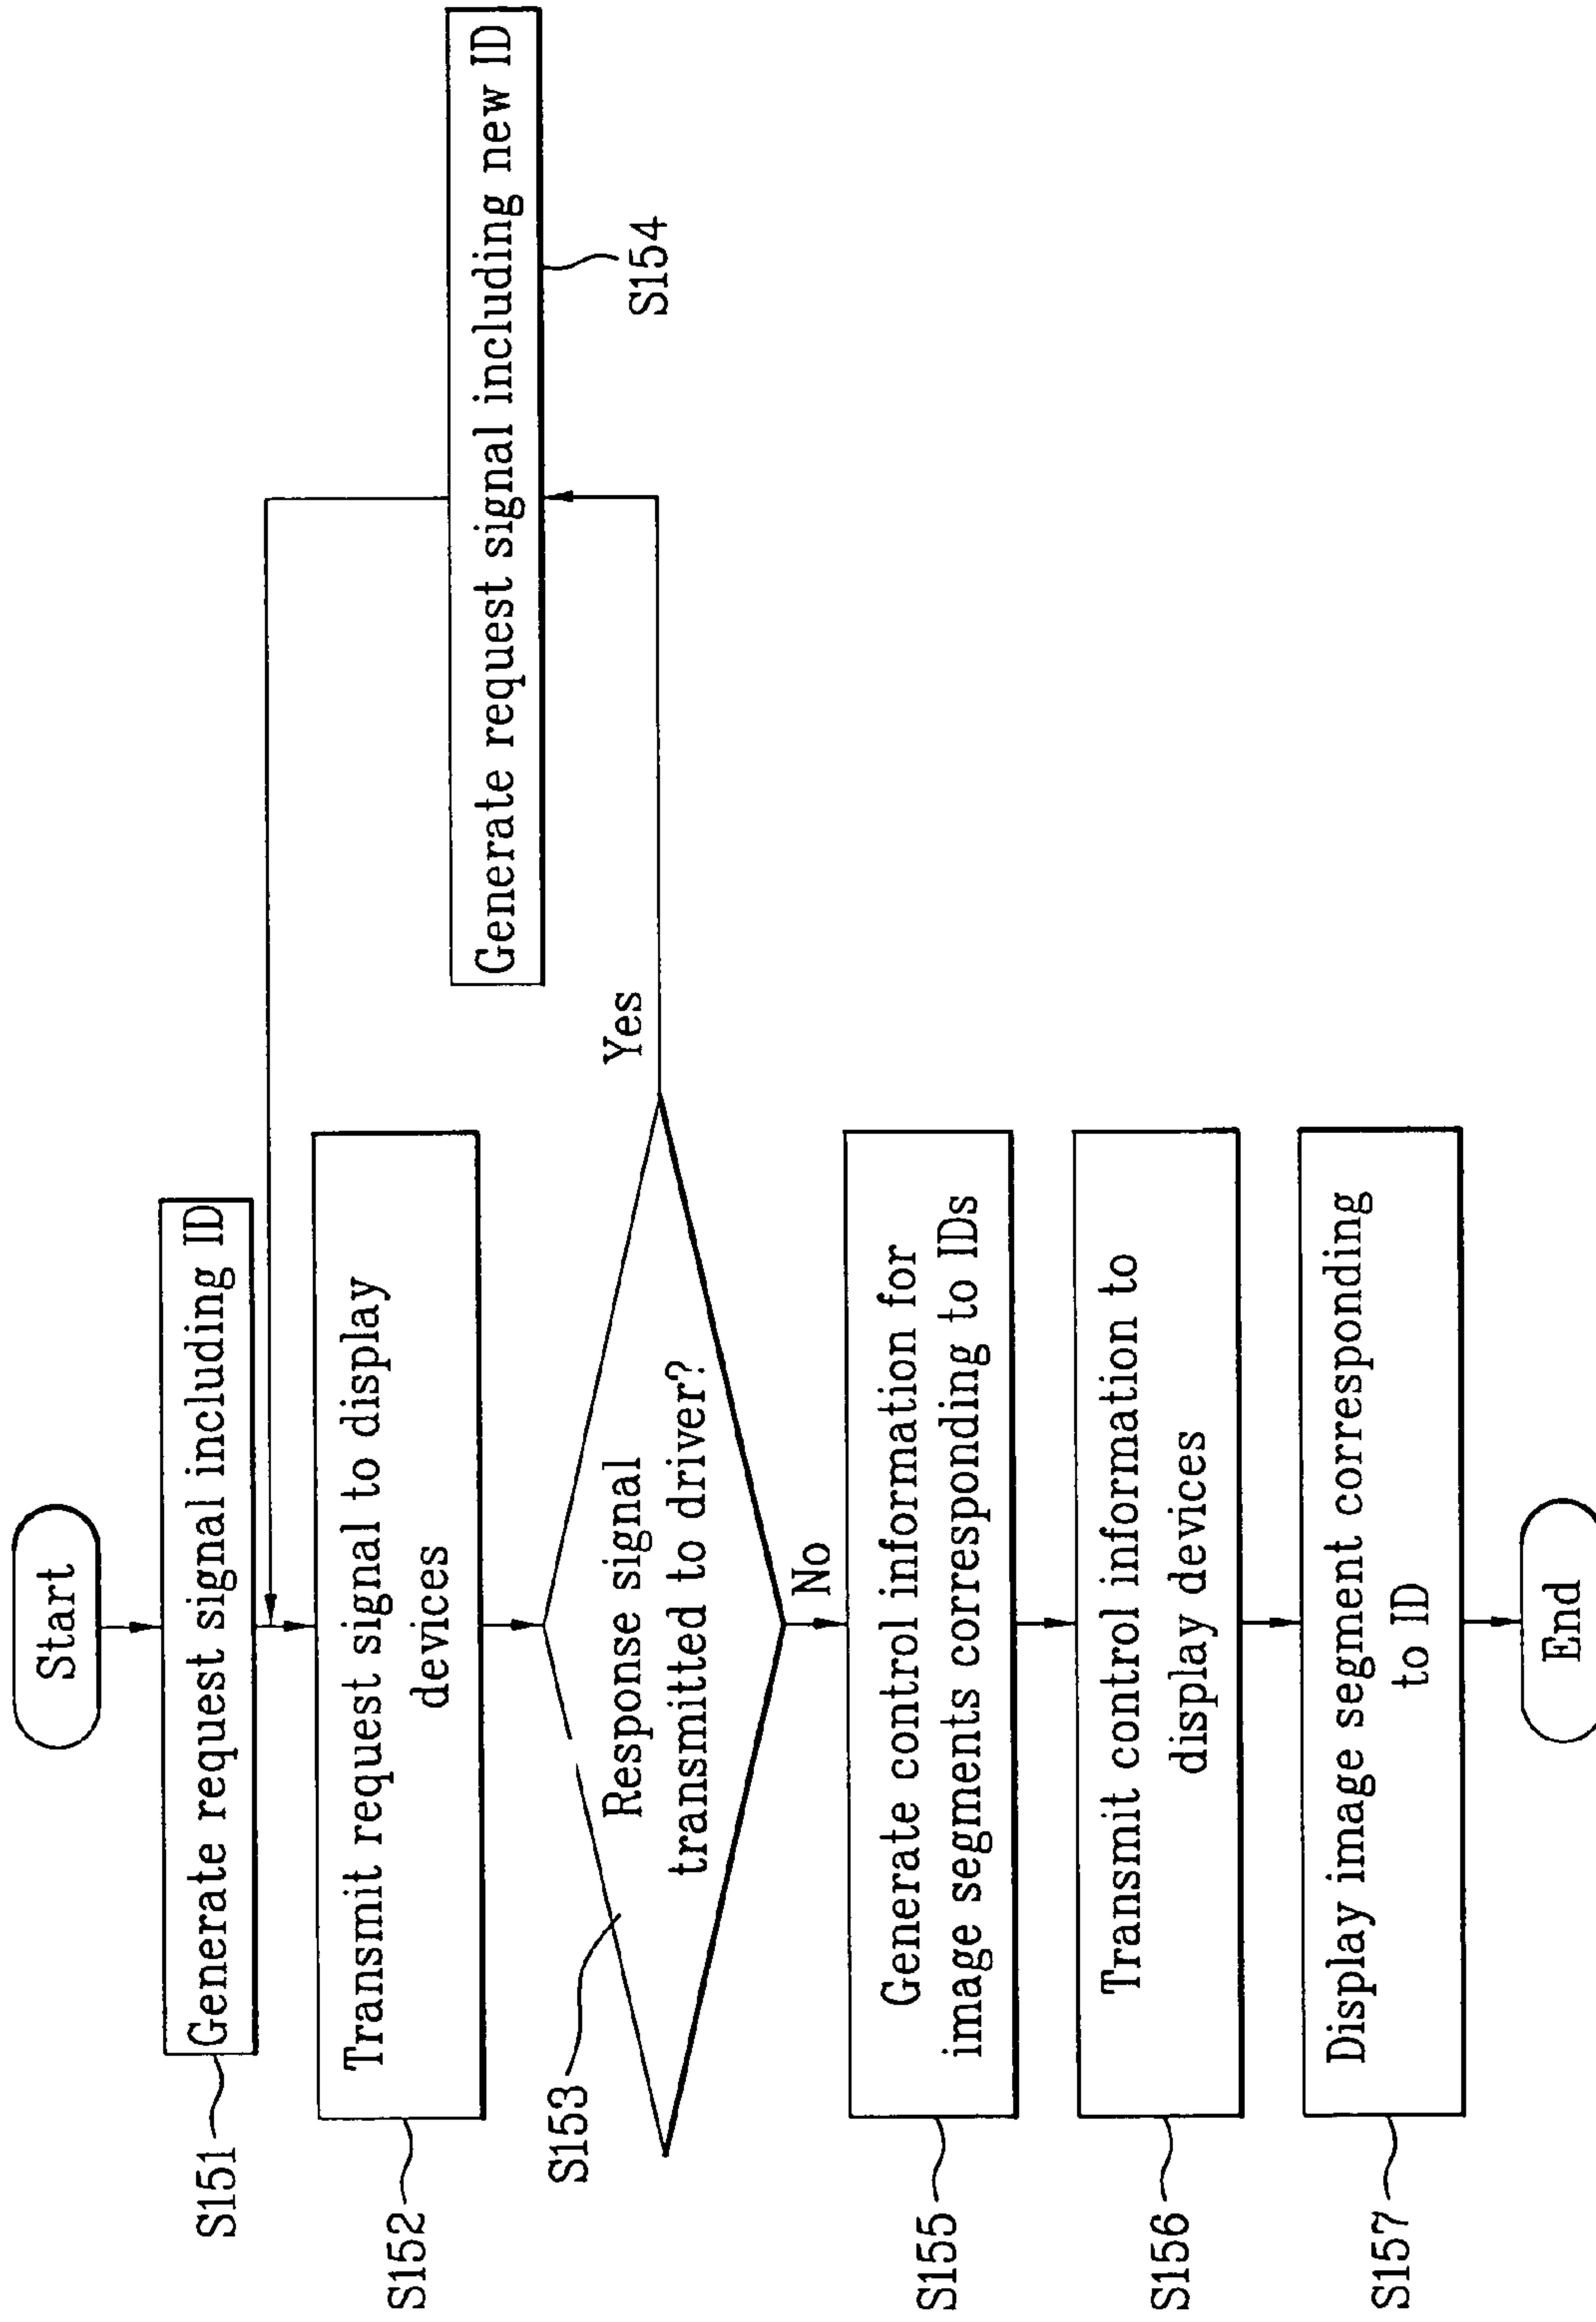 Start
S151
Generate request signal including ID
S152
Transmit request signal to display
devices
S153
Response signal
transmitted to driver?
Yes
Generate request signal including new ID
S154
No
S155
Generate control information for
image segments corresponding to IDs
S156
Transmit control information to
display devices
S157
Display image segment corresponding
to ID
End